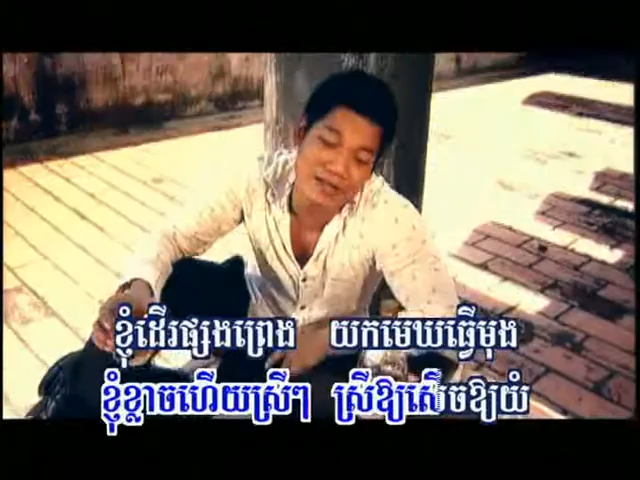 ខ្ញុំដើរផ្សងព្រេង យកមេឃធ្វើមុង
ខ្ញុំខ្លាចហើយស្រីៗ ស្រីឱ្យសើចឱ្យយំ